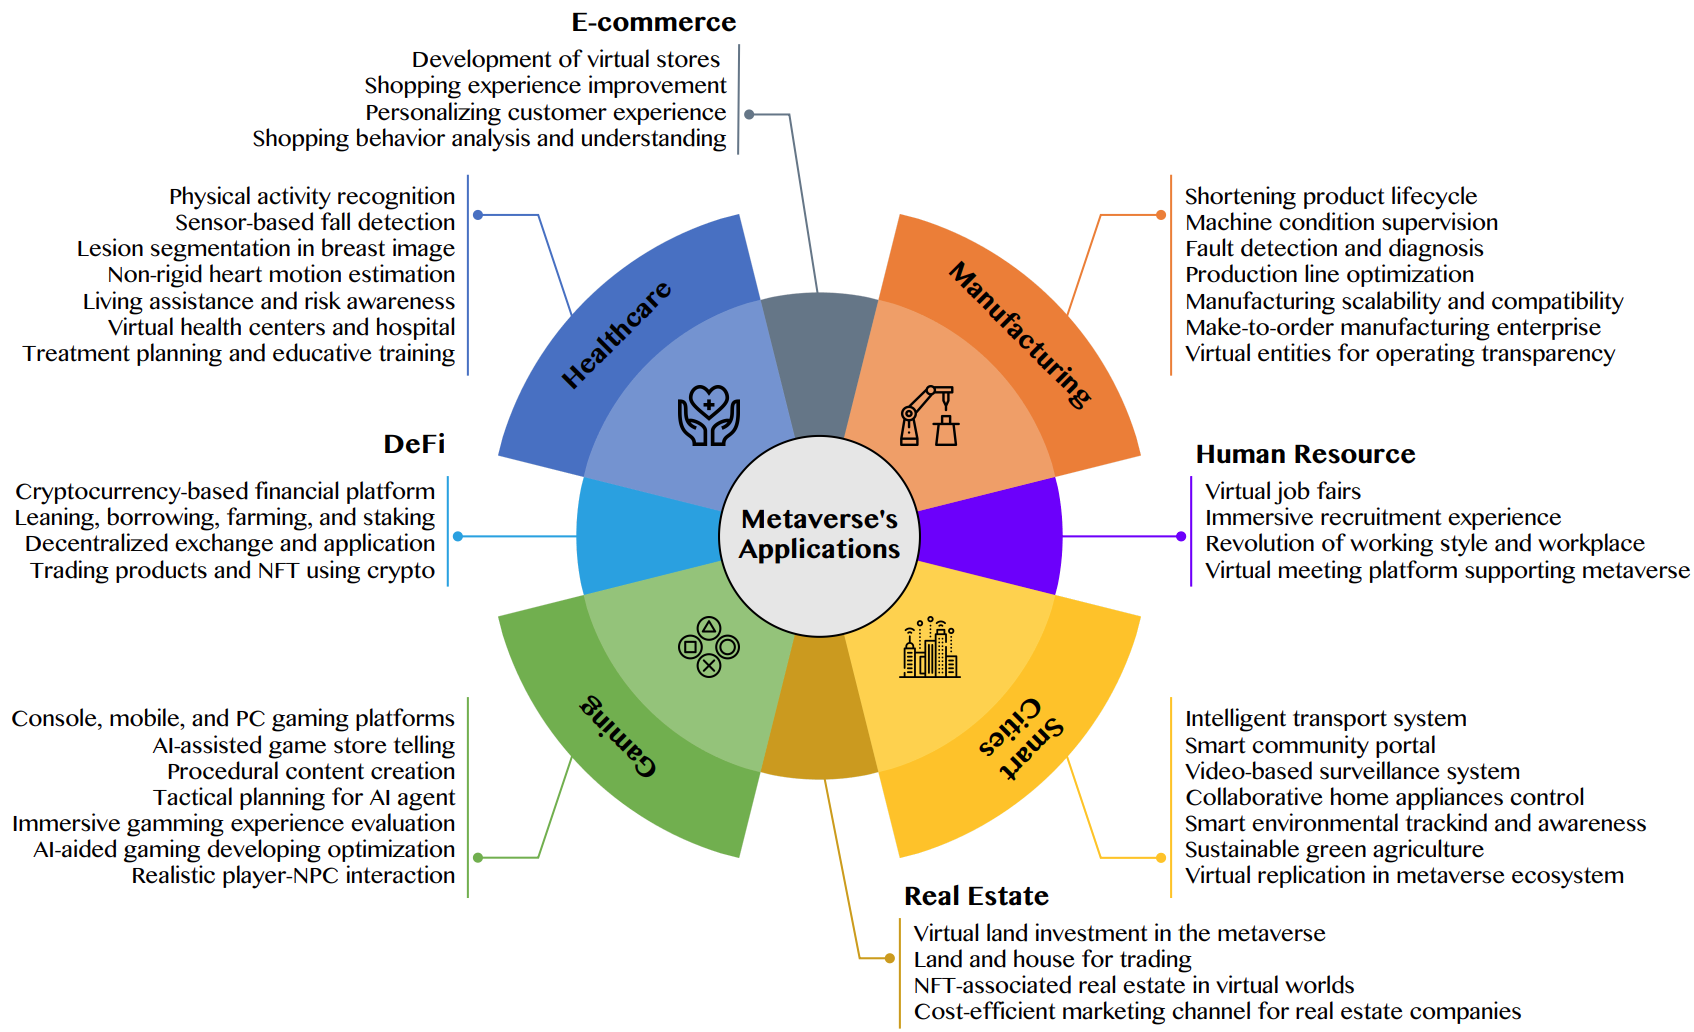 E-commerce
Development of virtual stores
Shopping experience improvement
Personalizing customer experience
Shopping behavior analysis and understanding
Healthcare
Physical activity recognition
Sensor-based fall detection
Lesion segmentation in breast image
Non-rigid heart motion estimation
Living assistance and risk awareness
Virtual health centers and hospital
Treatment planning and educative training
Manufacturing
Shortening product lifecycle
Machine condition supervision
Fault detection and diagnosis
Production line optimization
Manufacturing scalability and compatibility
Make-to-order manufacturing enterprise
Virtual entities for operating transparency
DeFi
Cryptocurrency-based financial platform
Leaning, borrowing, farming, and staking
Decentralized exchange and application
Trading products and NFT using crypto
Metaverse's
Applications
Human Resource
Virtual job fairs
Immersive recruitment experience
Revolution of working style and workplace
Virtual meeting platform supporting metaverse
Gaming
Console, mobile, and PC gaming platforms
AI-assisted game store telling
Procedural content creation
Tactical planning for AI agent
Immersive gamming experience evaluation
AI-aided gaming developing optimization
Realistic player-NPC interaction
Smart
Cities
Intelligent transport system
Smart community portal
Video-based surveillance system
Collaborative home appliances control
Smart environmental trackind and awareness
Sustainable green agriculture
Virtual replication in metaverse ecosystem
Real Estate
Virtual land investment in the metaverse
Land and house for trading
NFT-associated real estate in virtual worlds
Cost-efficient marketing channel for real estate companies